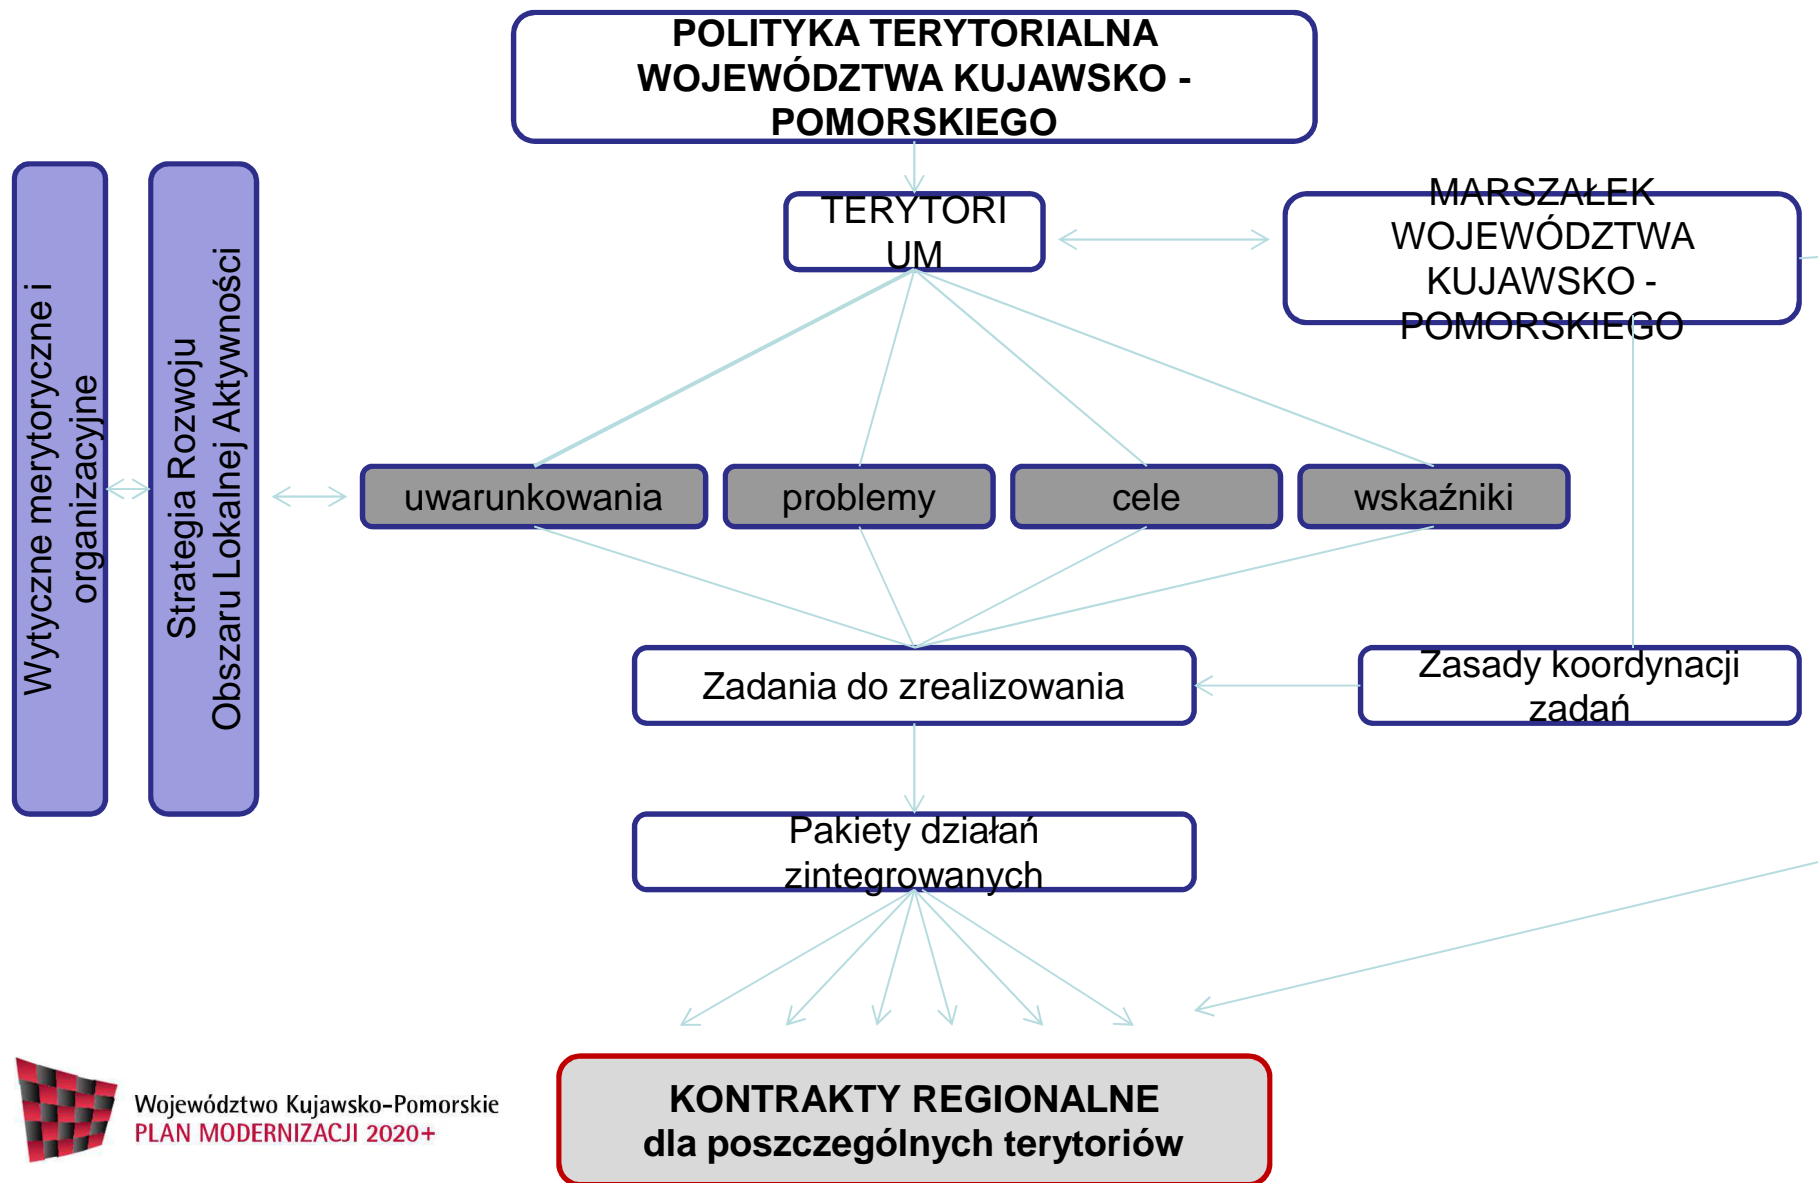 POLITYKA TERYTORIALNA
WOJEWÓDZTWA KUJAWSKO -
POMORSKIEGO
TERYTORI
UM
MARSZAŁEK
WOJEWÓDZTWA
KUJAWSKO -
POMORSKIEGO
Wytyczne merytoryczne i
organizacyjne
Strategia Rozwoju
Obszaru Lokalnej Aktywności
uwarunkowania
problemy
cele
wskaźniki
Zadania do zrealizowania
Zasady koordynacji
zadań
Pakiety działań
zintegrowanych
KONTRAKTY REGIONALNE
dla poszczególnych terytoriów
Województwo Kujawsko-Pomorskie
PLAN MODERNIZACJI 2020+